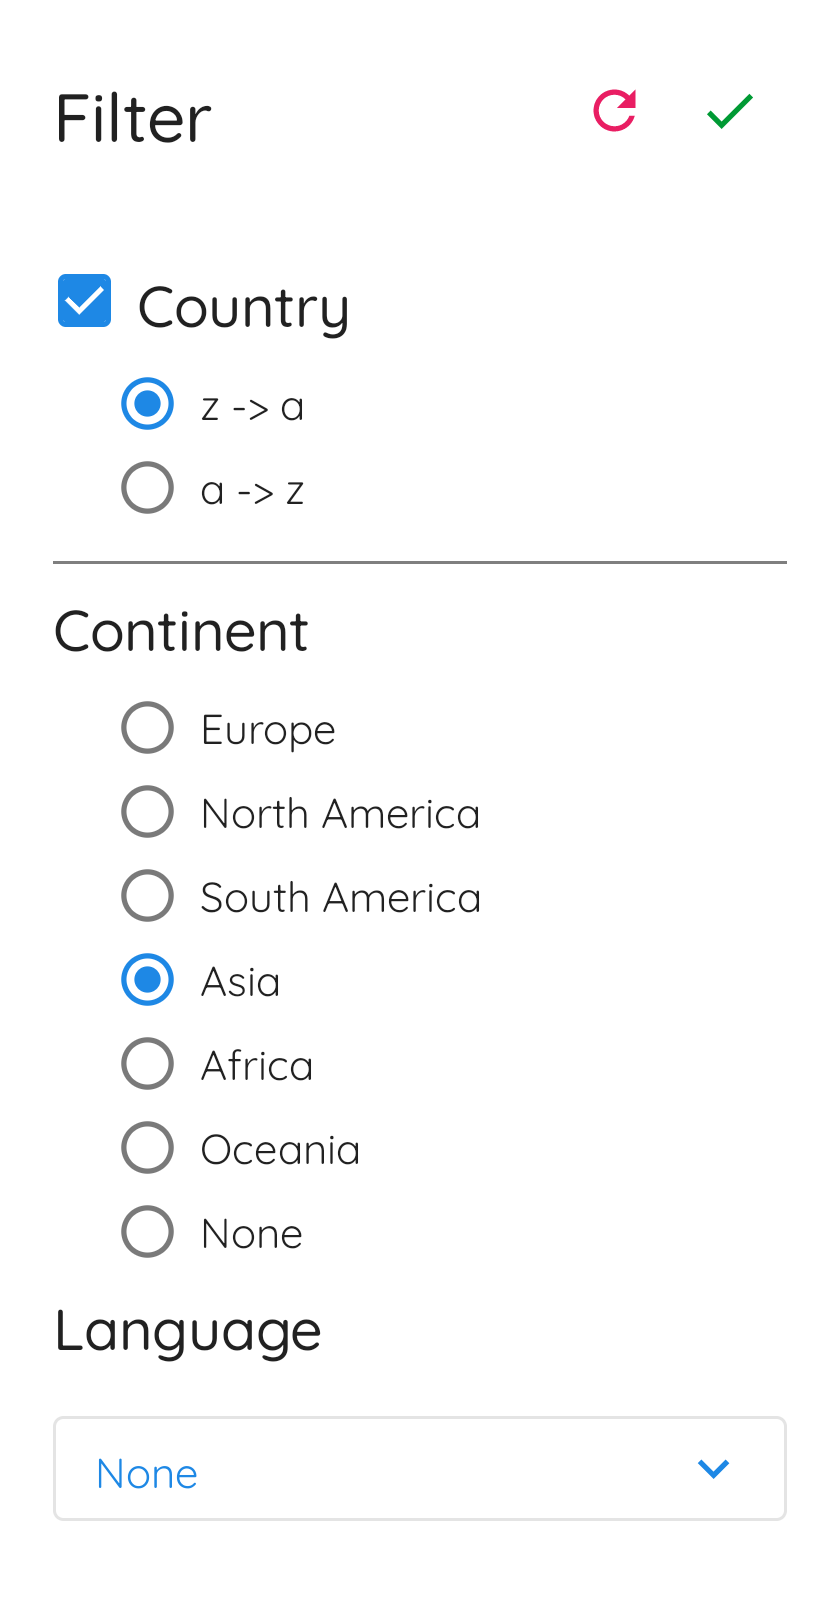 Filter
Country
z -> a
a -> z
Continent
Europe
North America
South America
Asia
Africa
Oceania
None
Language
None